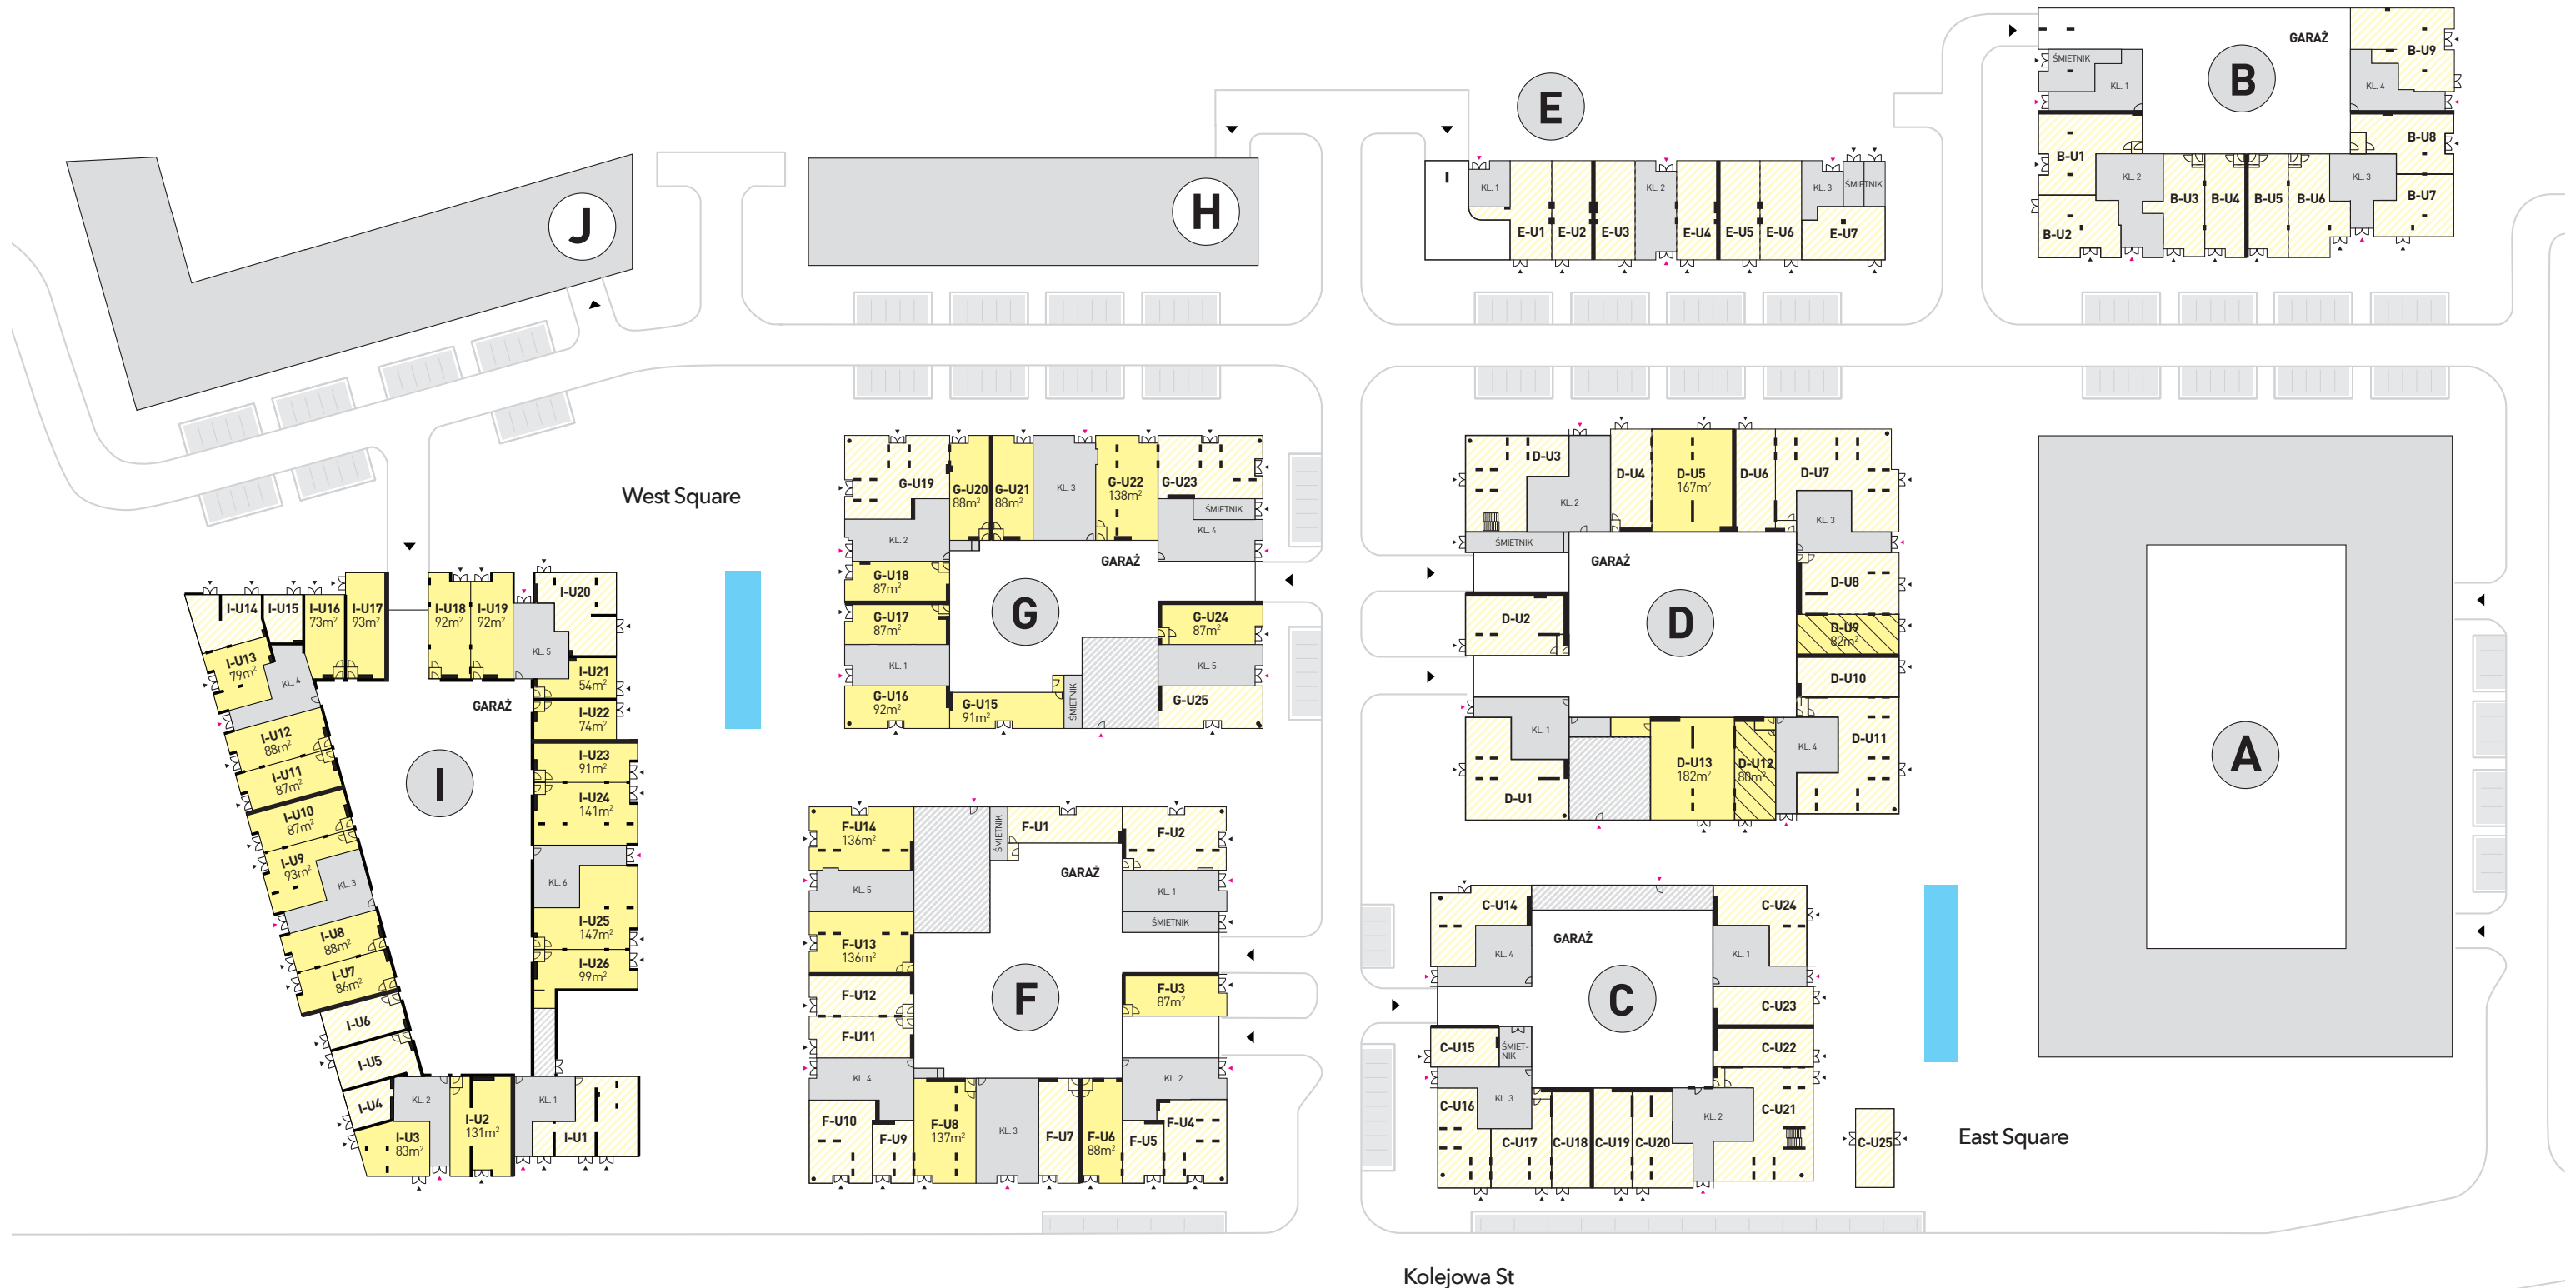 J
H
E
KL. 1
KL. 2
KL. 3
ŚMIETNIK
E-U1
E-U2
E-U3
E-U4
E-U5
E-U6
E-U7
GARAŻ
B
ŚMIETNIK
KL. 1
KL. 4
B-U9
B-U1
B-U8
KL. 2
KL. 3
B-U2
B-U3
B-U4
B-U5
B-U6
B-U7
West Square
G-U19
G-U20
88m²
G-U21
88m²
KL. 3
G-U22
138m²
G-U23
ŚMIETNIK
KL. 2
KL. 4
GARAŻ
G-U18
87m²
G
G-U17
87m²
G-U24
87m²
KL. 1
KL. 5
G-U16
92m²
G-U15
91m²
ŚMIETNIK
G-U25
D-U3
D-U4
D-U5
167m²
D-U6
D-U7
KL. 2
KL. 3
ŚMIETNIK
GARAŻ
D-U8
D-U2
D
D-U9
82m²
D-U10
KL. 1
D-U13
182m²
D-U12
80m²
KL. 4
D-U11
D-U1
A
I-U14
I-U15
I-U16
73m²
I-U17
93m²
I-U18
92m²
I-U19
92m²
I-U20
KL. 5
I-U13
79m²
KL. 4
I-U21
54m²
GARAŻ
I-U22
74m²
I-U12
88m²
I-U11
87m²
I
I-U23
91m²
I-U24
141m²
I-U10
87m²
I-U9
93m²
KL. 3
KL. 6
I-U25
147m²
I-U8
88m²
I-U7
86m²
I-U26
99m²
I-U6
I-U5
I-U4
KL. 2
I-U2
131m²
KL. 1
I-U3
83m²
I-U1
F-U14
136m²
ŚMIETNIK
F-U1
F-U2
GARAŻ
KL. 5
KL. 1
ŚMIETNIK
F-U13
136m²
F
F-U12
F-U3
87m²
F-U11
KL. 4
KL. 2
F-U10
F-U9
F-U8
137m²
KL. 3
F-U7
F-U6
88m²
F-U5
F-U4
C-U14
C-U24
GARAŻ
KL. 4
KL. 1
C
C-U23
C-U15
ŚMIET-
NIK
C-U22
C-U16
KL. 3
KL. 2
C-U21
C-U17
C-U18
C-U19
C-U20
C-U25
East Square
Kolejowa St